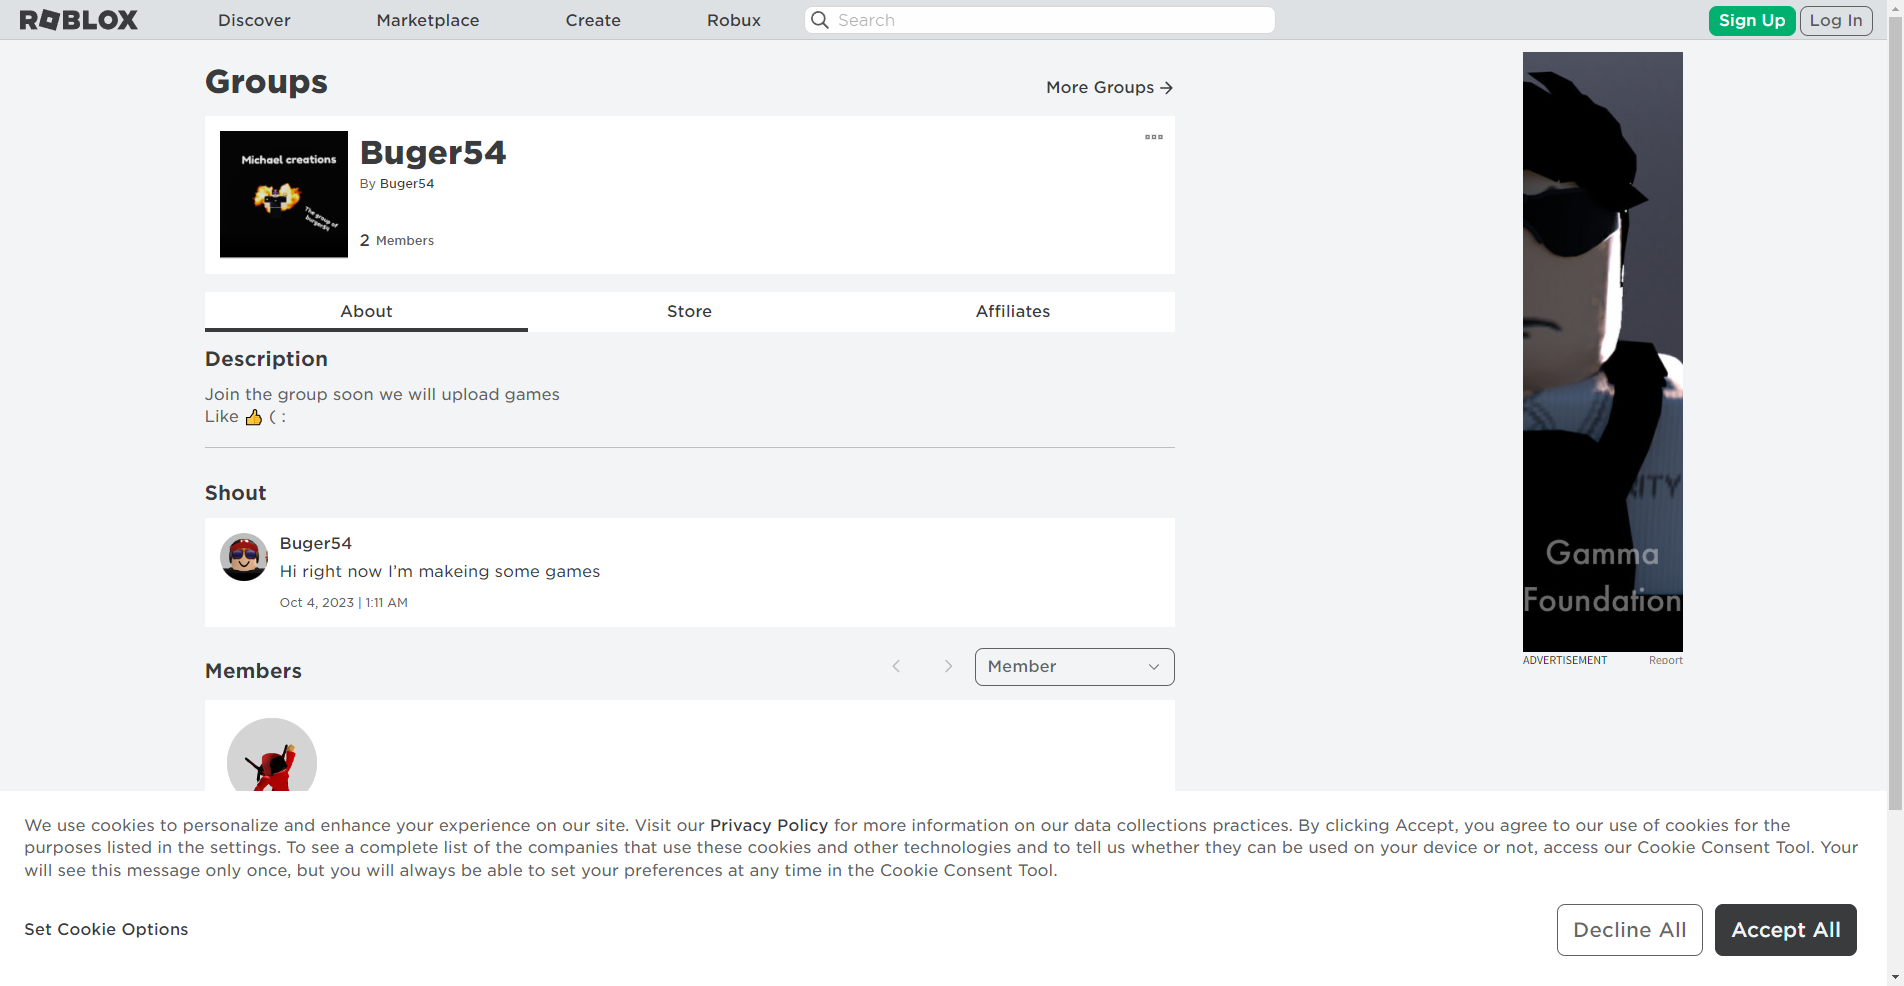 ROBLOX
Discover
Marketplace
Create
Robux
Search
Sign Up
Log In
Groups
More Groups
Michael creations
The group of
burger54
Buger54
By Buger54
2 Members
About
Store
Affiliates
Description
Join the group soon we will upload games
Like 👍 ( :
Shout
Buger54
Hi right now I’m makeing some games
Oct 4, 2023 | 1:11 AM
Members
Member
Gamma
Foundation
ADVERTISEMENT
Report
We use cookies to personalize and enhance your experience on our site. Visit our Privacy Policy for more information on our data collections practices. By clicking Accept, you agree to our use of cookies for the
purposes listed in the settings. To see a complete list of the companies that use these cookies and other technologies and to tell us whether they can be used on your device or not, access our Cookie Consent Tool. Your
will see this message only once, but you will always be able to set your preferences at any time in the Cookie Consent Tool.
Set Cookie Options
Decline All
Accept All